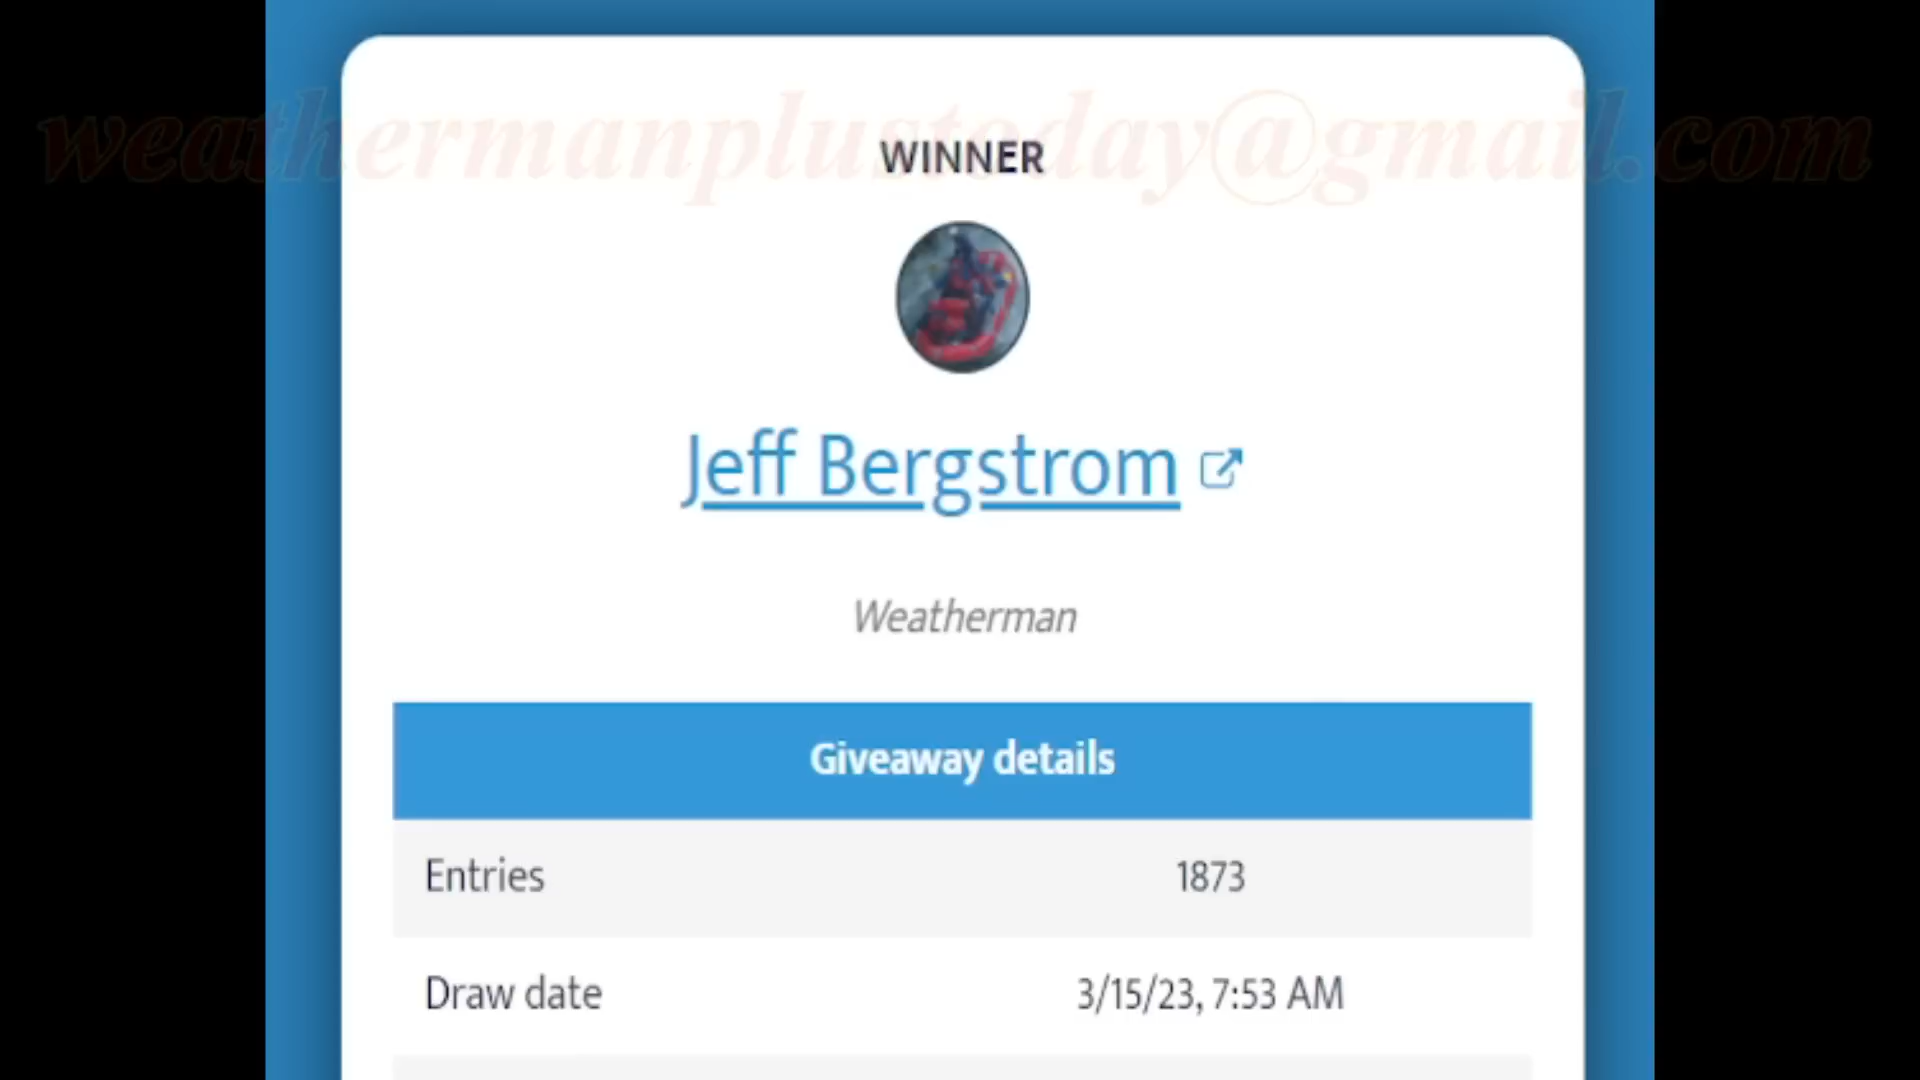 weathermanplustoday@gmail.com
WINNER
Jeff Bergstrom
Weatherman
Giveaway details
Entries 1873
Draw date 3/15/23, 7:53 AM